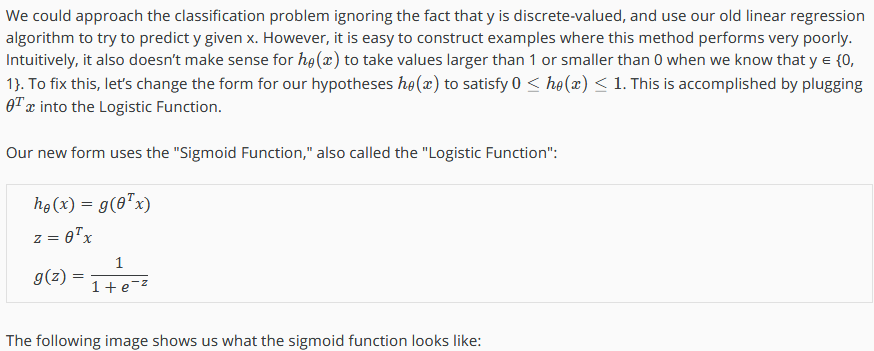 We could approach the classification problem ignoring the fact that y is discrete-valued, and use our old linear regression
algorithm to try to predict y given x. However, it is easy to construct examples where this method performs very poorly.
Intuitively, it also doesn't make sense for hθ(x) to take values larger than 1 or smaller than 0 when we know that y ∈ {0,
1}. To fix this, let's change the form for our hypotheses hθ(x) to satisfy 0 ≤ hθ(x) ≤ 1. This is accomplished by plugging
θᵀx into the Logistic Function.
Our new form uses the "Sigmoid Function," also called the "Logistic Function":
hθ(x) = g(θᵀx)
z = θᵀx
g(z) = 1 / (1 + e⁻ᶻ)
The following image shows us what the sigmoid function looks like: